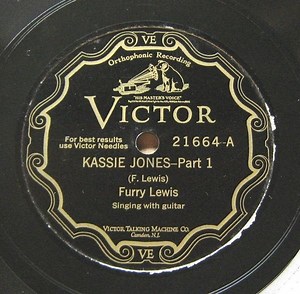 VE
Orthophonic Recording
"HIS MASTER'S VOICE"
VICTOR
For best results
use Victor Needles
21664-A
KASSIE JONES-Part 1
(F. Lewis)
Furry Lewis
Singing with guitar
VICTOR TALKING MACHINE CO.
Camden, N.J.
VE